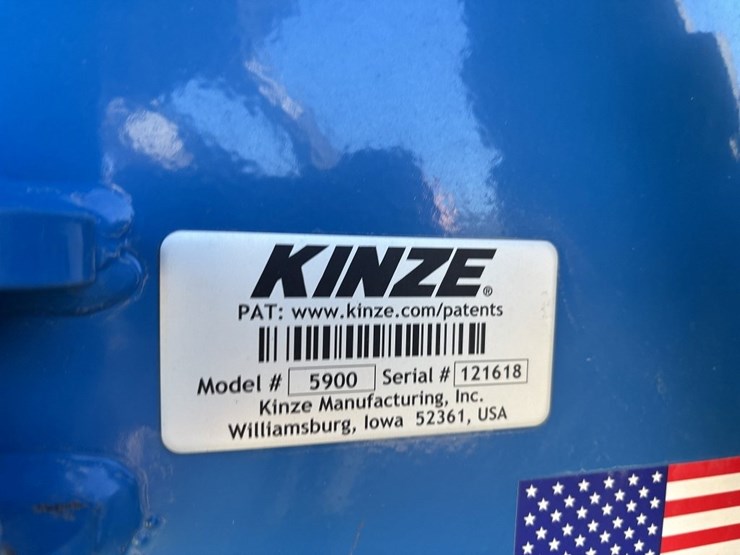 KINZE®
PAT: www.kinze.com/patents
Model # 5900 Serial # 121618
Kinze Manufacturing, Inc.
Williamsburg, Iowa 52361, USA